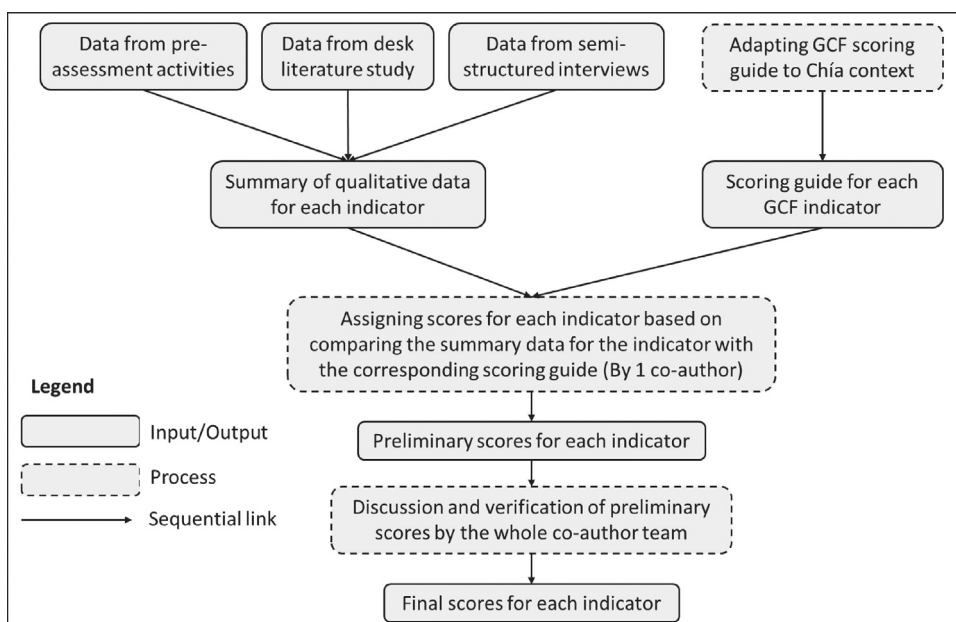 Data from pre-
assessment activities
Data from desk
literature study
Data from semi-
structured interviews
Adapting GCF scoring
guide to Chía context
Summary of qualitative data
for each indicator
Scoring guide for each
GCF indicator
Assigning scores for each indicator based on
comparing the summary data for the indicator with
the corresponding scoring guide (By 1 co-author)
Preliminary scores for each indicator
Discussion and verification of preliminary
scores by the whole co-author team
Final scores for each indicator
Legend
Input/Output
Process
Sequential link